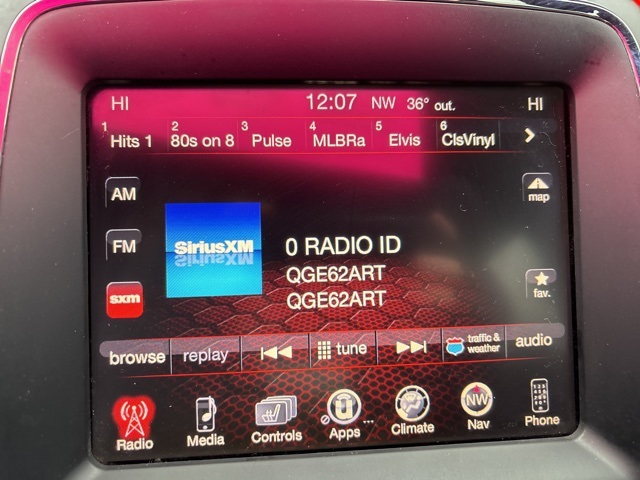 HI 12:07 NW 36° out. HI
1 Hits 1 2 80s on 8 3 Pulse 4 MLBRa 5 Elvis 6 ClsVinyl
AM
map
SiriusXM
0 RADIO ID
FM
QGE62ART
fav.
sxm
QGE62ART
browse replay tune traffic & weather audio
Radio Media Controls U Apps ... Climate NW Nav Phone